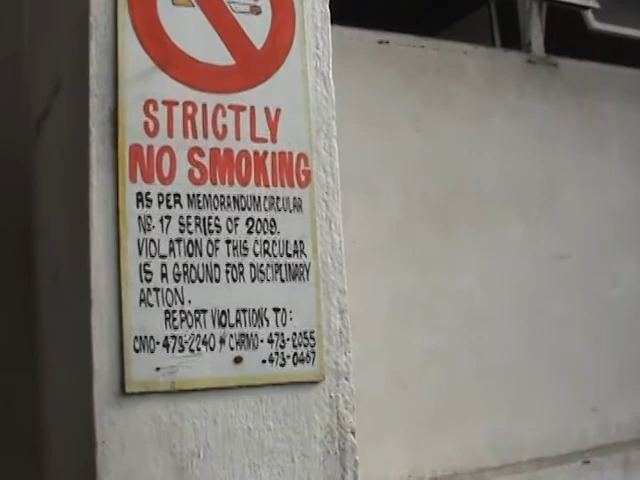 STRICTLY
NO SMOKING
AS PER MEMORANDUM CIRCULAR
No. 17 SERIES OF 2009.
VIOLATION OF THIS CIRCULAR
IS A GROUND FOR DISCIPLINARY
ACTION.
REPORT VIOLATIONS TO:
CMO-473-2240 * CHRMO-473-2055
-473-0467